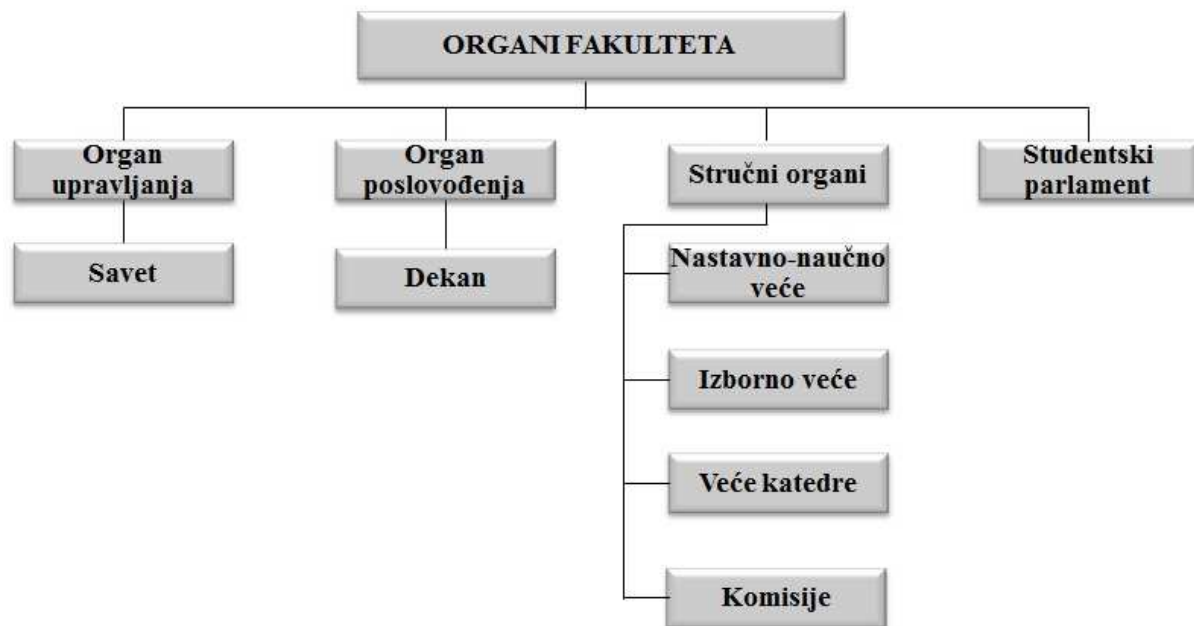 ORGANI FAKULTETA
Organ
upravljanja
Organ
poslovođenja
Stručni organi
Studentski
parlament
Savet
Dekan
Nastavno-naučno
veće
Izborno veće
Veće katedre
Komisije